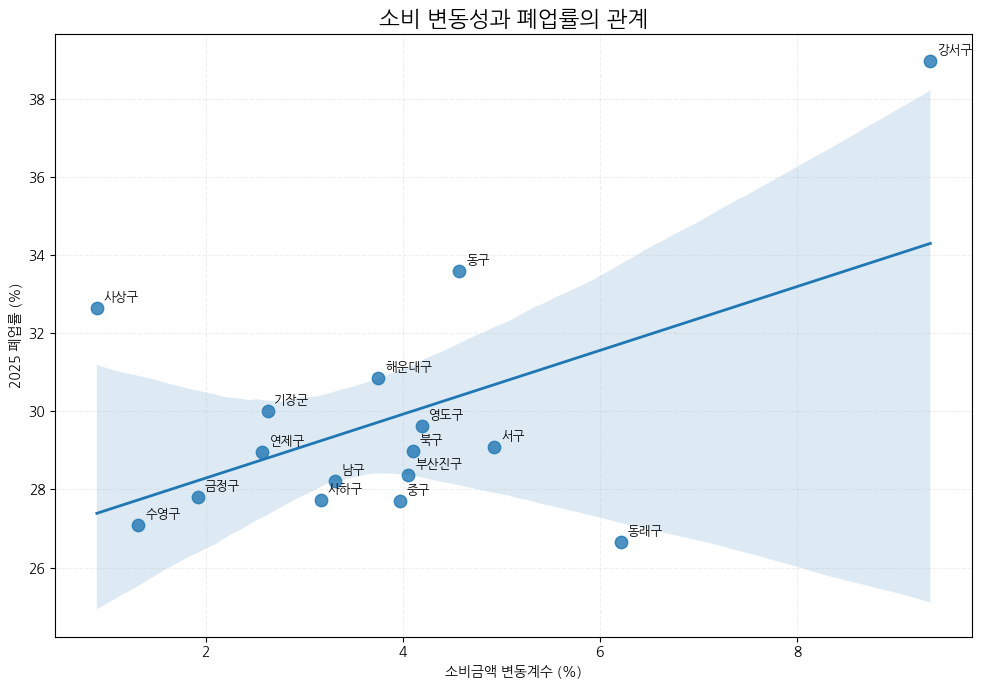 소비 변동성과 폐업률의 관계
강서구
38
36
34
동구
사상구
32
해운대구
기장군
30
영도구
북구
서구
연제구
부산진구
남구
사하구
중구
금정구
28
수영구
동래구
26
2025 폐업률 (%)
2
4
6
8
소비금액 변동계수 (%)